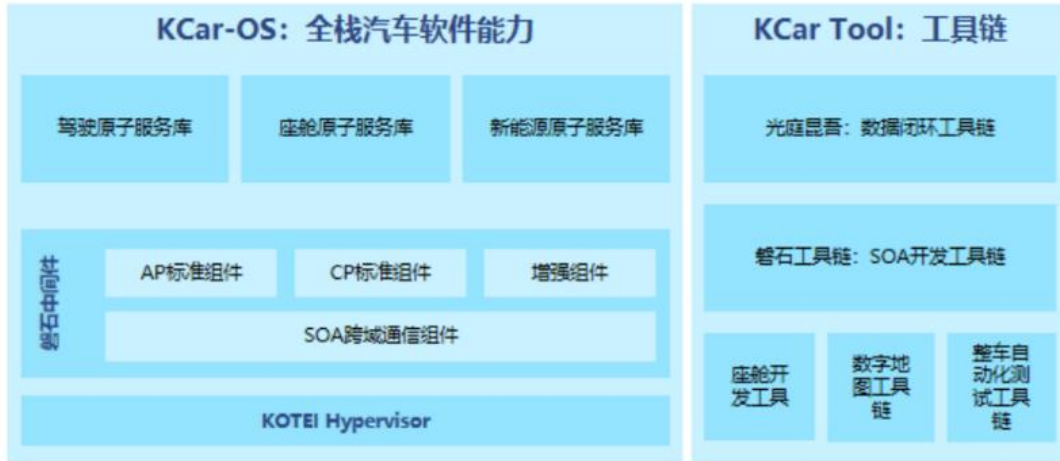 KCar-OS：全栈汽车软件能力
驾驶原子服务库
座舱原子服务库
新能源原子服务库
磐石中间件
AP标准组件
CP标准组件
增强组件
SOA跨域通信组件
KOTEI Hypervisor
KCar Tool：工具链
光庭昆吾：数据闭环工具链
磐石工具链：SOA开发工具链
座舱开
发工具
数字地
图工具
链
整车自
动化测
试工具
链